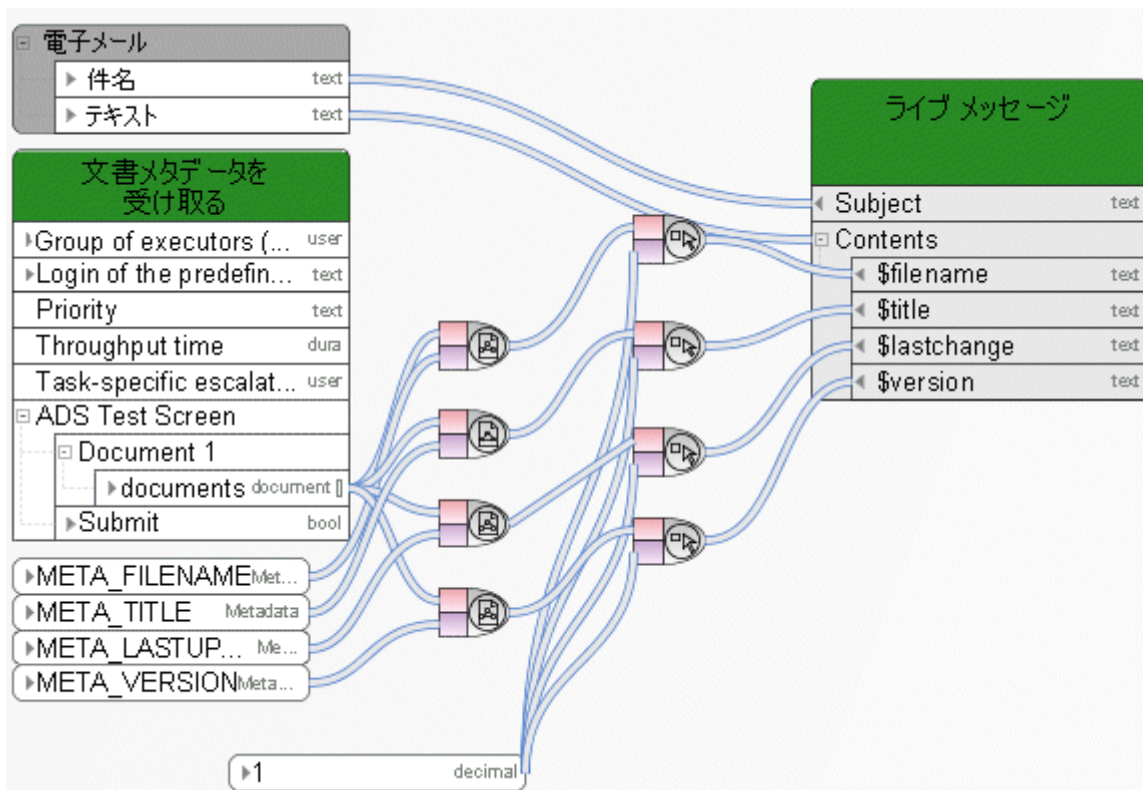 電子メール
件名 text
テキスト text
文書メタデータを
受け取る
Group of executors (... user
Login of the predefin... text
Priority text
Throughput time dura
Task-specific escalat... user
ADS Test Screen
Document 1
documents document []
Submit bool
META_FILENAME Met...
META_TITLE Metadata
META_LASTUP... Me...
META_VERSION Meta...
1 decimal
ライブ メッセージ
Subject text
Contents
$filename text
$title text
$lastchange text
$version text